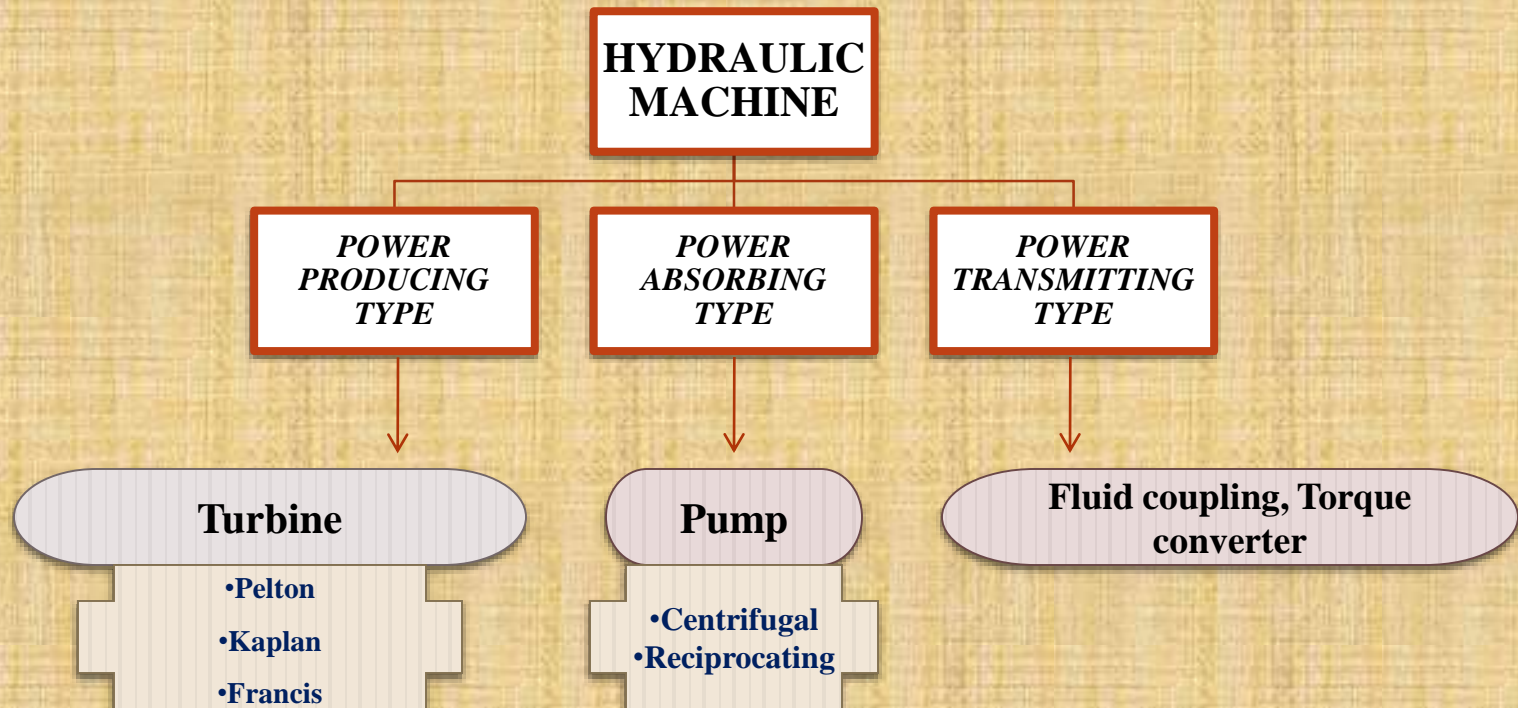 HYDRAULIC
MACHINE
POWER
PRODUCING
TYPE
POWER
ABSORBING
TYPE
POWER
TRANSMITTING
TYPE
Turbine
•Pelton
•Kaplan
•Francis
Pump
•Centrifugal
•Reciprocating
Fluid coupling, Torque
converter